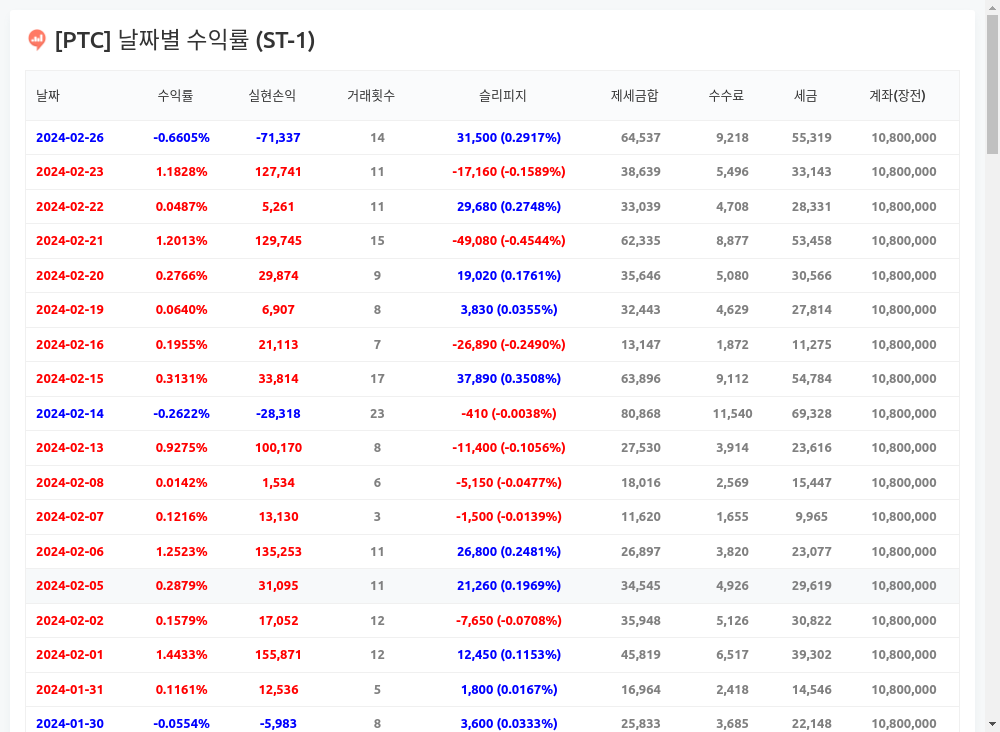 [PTC] 날짜별 수익률 (ST-1)
날짜 수익률 실현손익 거래횟수 슬리피지 제세금합 수수료 세금 계좌(장전)
2024-02-26 -0.6605% -71,337 14 31,500 (0.2917%) 64,537 9,218 55,319 10,800,000
2024-02-23 1.1828% 127,741 11 -17,160 (-0.1589%) 38,639 5,496 33,143 10,800,000
2024-02-22 0.0487% 5,261 11 29,680 (0.2748%) 33,039 4,708 28,331 10,800,000
2024-02-21 1.2013% 129,745 15 -49,080 (-0.4544%) 62,335 8,877 53,458 10,800,000
2024-02-20 0.2766% 29,874 9 19,020 (0.1761%) 35,646 5,080 30,566 10,800,000
2024-02-19 0.0640% 6,907 8 3,830 (0.0355%) 32,443 4,629 27,814 10,800,000
2024-02-16 0.1955% 21,113 7 -26,890 (-0.2490%) 13,147 1,872 11,275 10,800,000
2024-02-15 0.3131% 33,814 17 37,890 (0.3508%) 63,896 9,112 54,784 10,800,000
2024-02-14 -0.2622% -28,318 23 -410 (-0.0038%) 80,868 11,540 69,328 10,800,000
2024-02-13 0.9275% 100,170 8 -11,400 (-0.1056%) 27,530 3,914 23,616 10,800,000
2024-02-08 0.0142% 1,534 6 -5,150 (-0.0477%) 18,016 2,569 15,447 10,800,000
2024-02-07 0.1216% 13,130 3 -1,500 (-0.0139%) 11,620 1,655 9,965 10,800,000
2024-02-06 1.2523% 135,253 11 26,800 (0.2481%) 26,897 3,820 23,077 10,800,000
2024-02-05 0.2879% 31,095 11 21,260 (0.1969%) 34,545 4,926 29,619 10,800,000
2024-02-02 0.1579% 17,052 12 -7,650 (-0.0708%) 35,948 5,126 30,822 10,800,000
2024-02-01 1.4433% 155,871 12 12,450 (0.1153%) 45,819 6,517 39,302 10,800,000
2024-01-31 0.1161% 12,536 5 1,800 (0.0167%) 16,964 2,418 14,546 10,800,000
2024-01-30 -0.0554% -5,983 8 3,600 (0.0333%) 25,833 3,685 22,148 10,800,000